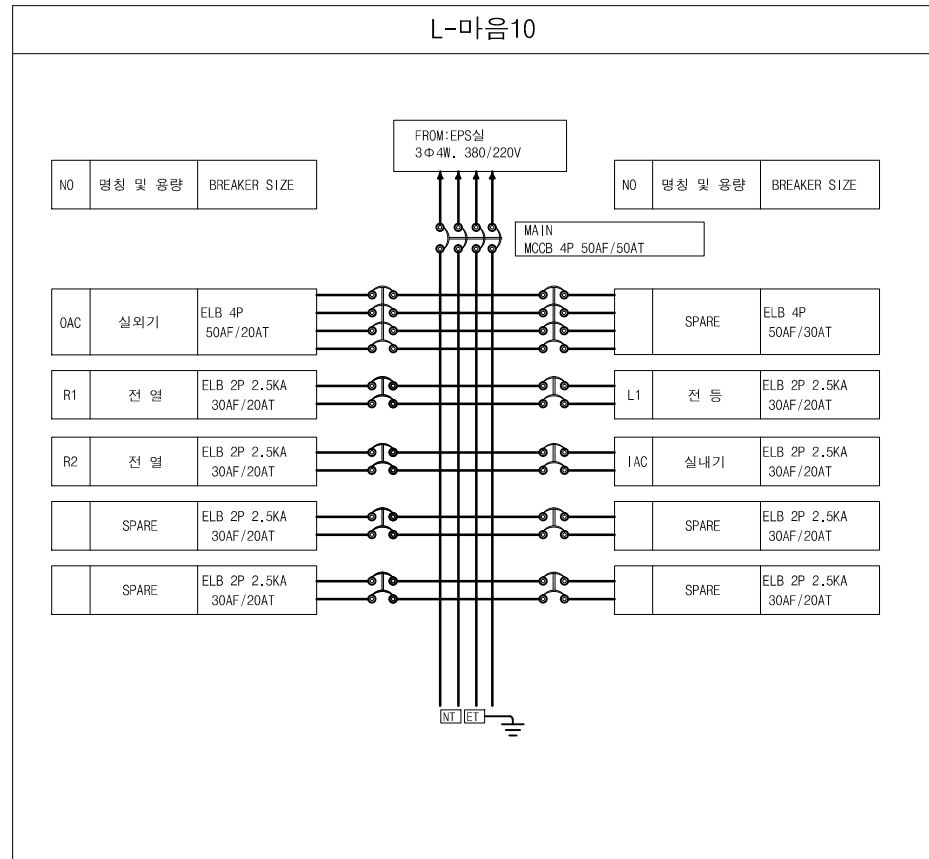 L-마음10
FROM:EPS실
3Φ4W. 380/220V
NO 명칭 및 용량 BREAKER SIZE
NO 명칭 및 용량 BREAKER SIZE
MAIN
MCCB 4P 50AF/50AT
OAC 실외기 ELB 4P
50AF/20AT
SPARE ELB 4P
50AF/30AT
R1 전 열 ELB 2P 2.5KA
30AF/20AT
L1 전 등 ELB 2P 2.5KA
30AF/20AT
R2 전 열 ELB 2P 2.5KA
30AF/20AT
IAC 실내기 ELB 2P 2.5KA
30AF/20AT
SPARE ELB 2P 2.5KA
30AF/20AT
SPARE ELB 2P 2.5KA
30AF/20AT
SPARE ELB 2P 2.5KA
30AF/20AT
SPARE ELB 2P 2.5KA
30AF/20AT
NT ET